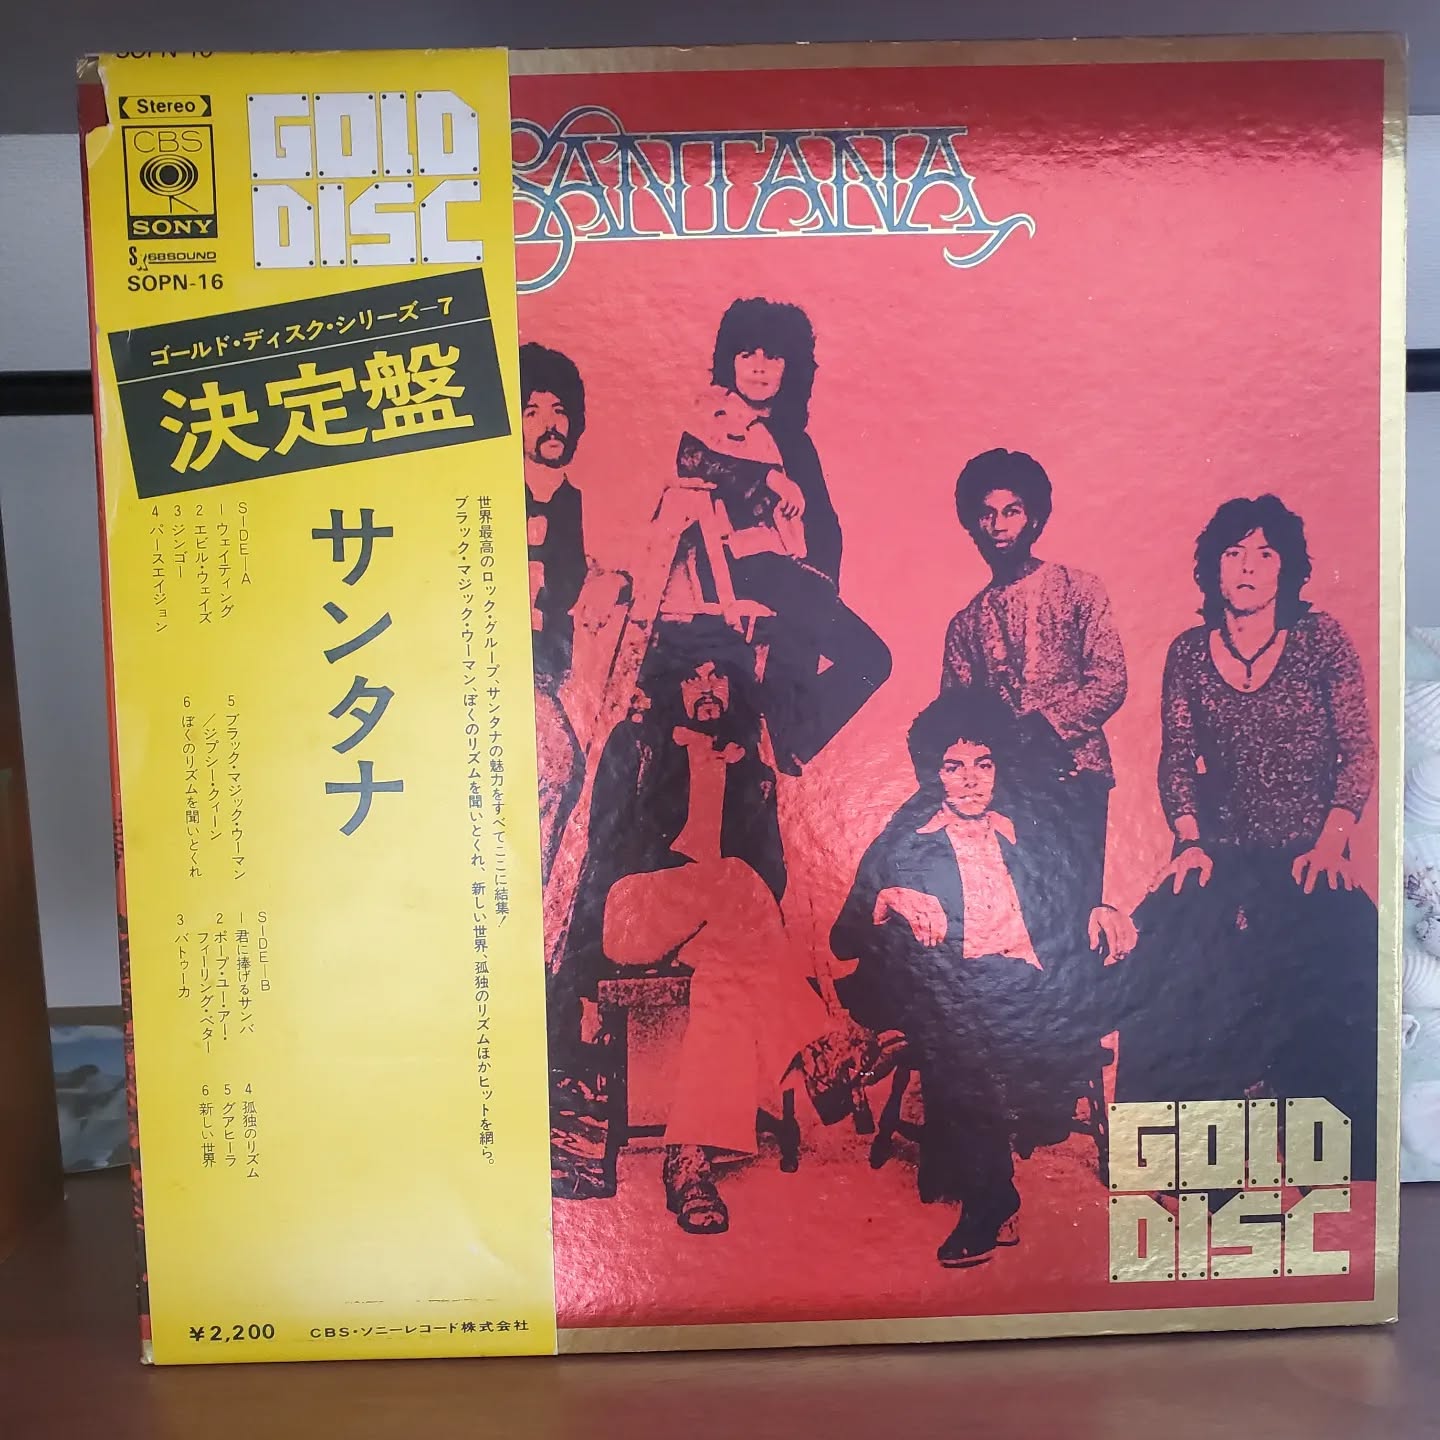 SOPN-16
Stereo
CBS
SONY
SX68SOUND
SOPN-16
GOLD
DISC
ゴールド・ディスク・シリーズ—7
決定盤
サンタナ
世界最高のロック・グループ、サンタナの魅力をすべてここに結集!
ブラック・マジック・ウーマン、ぼくのリズムを聞いとくれ、新しい世界、孤独のリズムほかヒットを網ら。
SIDE—A
1 ウェイティング
2 エビル・ウェイズ
3 ジンゴー
4 パースエイジョン
5 ブラック・マジック・ウーマン
/ジプシー・クィーン
6 ぼくのリズムを聞いとくれ
SIDE—B
1 君に捧げるサンバ
2 ホープ・ユー・アー・
フィーリング・ベター
3 バトゥーカ
4 孤独のリズム
5 グアヒーラ
6 新しい世界
¥2,200
CBS・ソニーレコード株式会社
SANTANA
GOLD
DISC